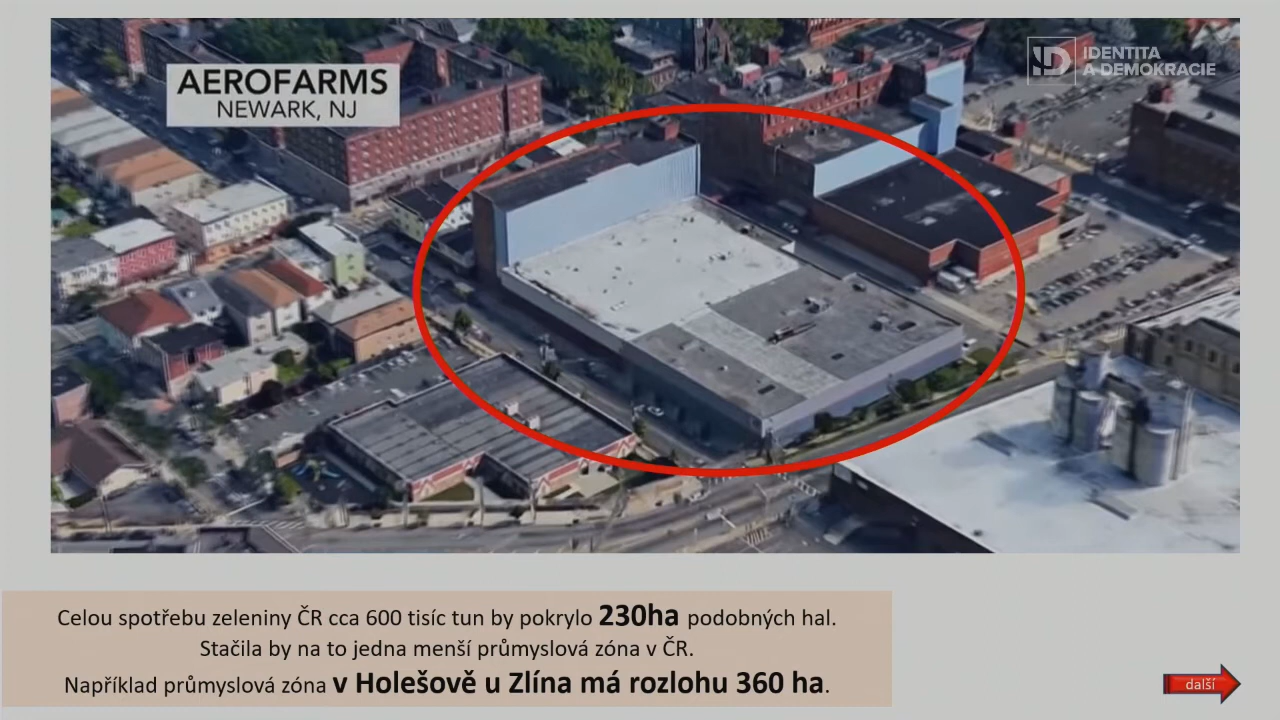 AEROFARMS
NEWARK, NJ
ID IDENTITA
A DEMOKRACIE
Celou spotřebu zeleniny ČR cca 600 tisíc tun by pokrylo 230ha podobných hal.
Stačila by na to jedna menší průmyslová zóna v ČR.
Například průmyslová zóna v Holešově u Zlína má rozlohu 360 ha.
další